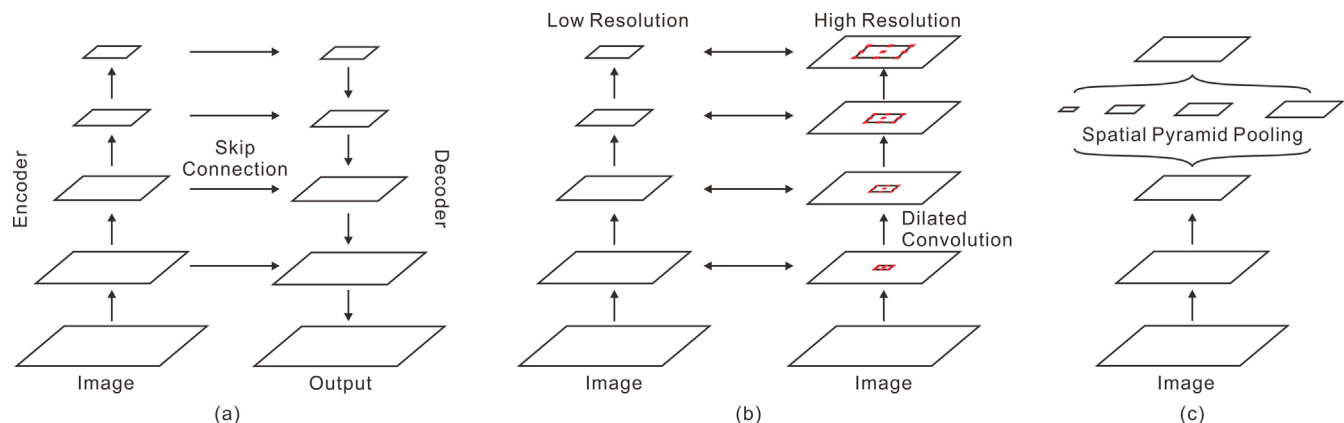 Encoder
Skip
Connection
Decoder
Image
Output
(a)
Low Resolution
High Resolution
Dilated
Convolution
Image
Image
(b)
Spatial Pyramid Pooling
Image
(c)